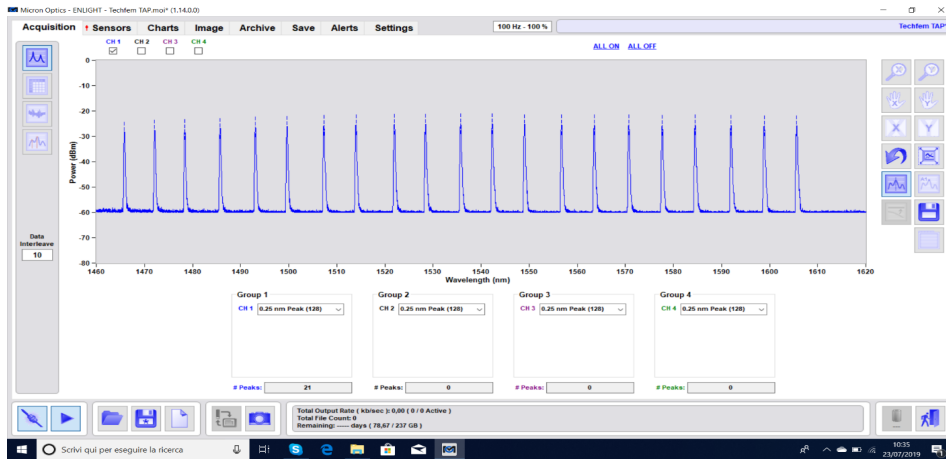 Micron Optics - ENLIGHT - Techfem TAP.moi* (1.14.0.0)
Acquisition ! Sensors Charts Image Archive Save Alerts Settings
100 Hz - 100 %
Techfem TAP*
CH 1 CH 2 CH 3 CH 4
ALL ON ALL OFF
0
-10
-20
-30
-40
-50
-60
-70
-80
Power (dBm)
1460 1470 1480 1490 1500 1510 1520 1530 1540 1550 1560 1570 1580 1590 1600 1610 1620
Wavelength (nm)
Data
Interleave
10
X Y
X Y
Group 1 Group 2 Group 3 Group 4
CH 1 0.25 nm Peak (128) CH 2 0.25 nm Peak (128) CH 3 0.25 nm Peak (128) CH 4 0.25 nm Peak (128)
# Peaks: 21 # Peaks: 0 # Peaks: 0 # Peaks: 0
Total Output Rate ( kb/sec ): 0,00 ( 0 / 0 Active )
Total File Count: 0
Remaining: ----- days ( 78,67 / 237 GB )
Scrivi qui per eseguire la ricerca
10:35
23/07/2019